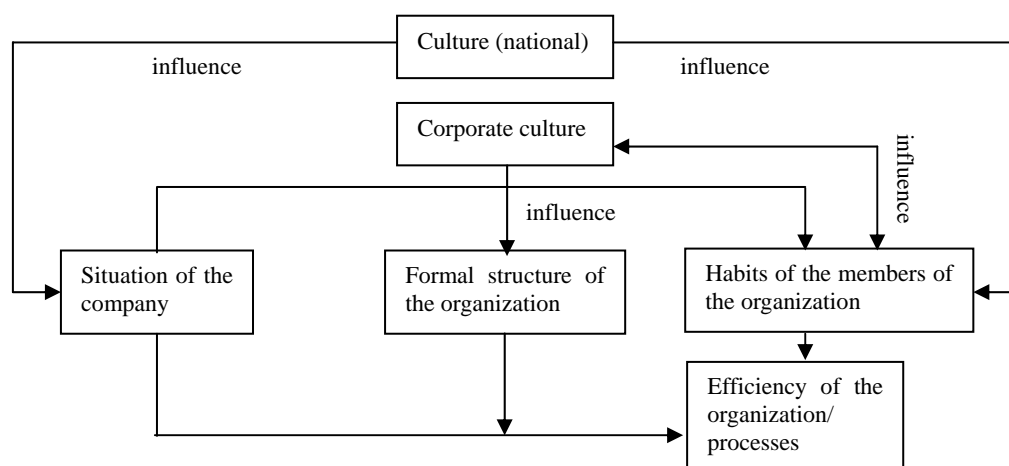 Culture (national)
influence
influence
Corporate culture
influence
influence
Situation of the
company
Formal structure of
the organization
Habits of the members of
the organization
Efficiency of the
organization/
processes